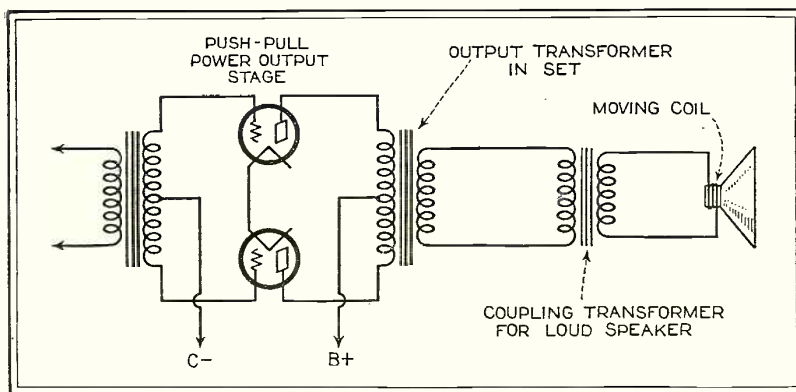 PUSH-PULL
POWER OUTPUT
STAGE
OUTPUT TRANSFORMER
IN SET
MOVING COIL
COUPLING TRANSFORMER
FOR LOUD SPEAKER
C-
B+